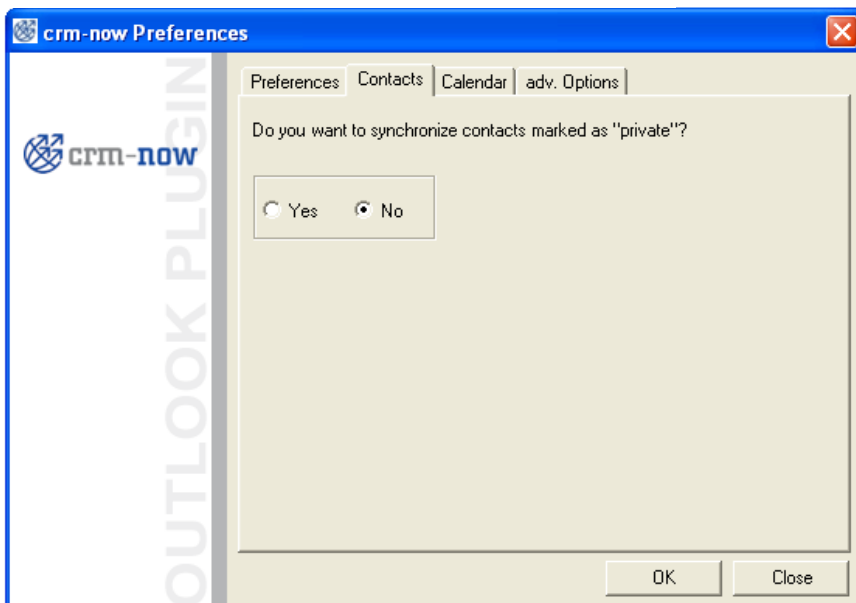 crm-now Preferences
Preferences Contacts Calendar adv. Options
crm-now
OUTLOOK PLUGIN
Do you want to synchronize contacts marked as "private"?
Yes No
OK Close